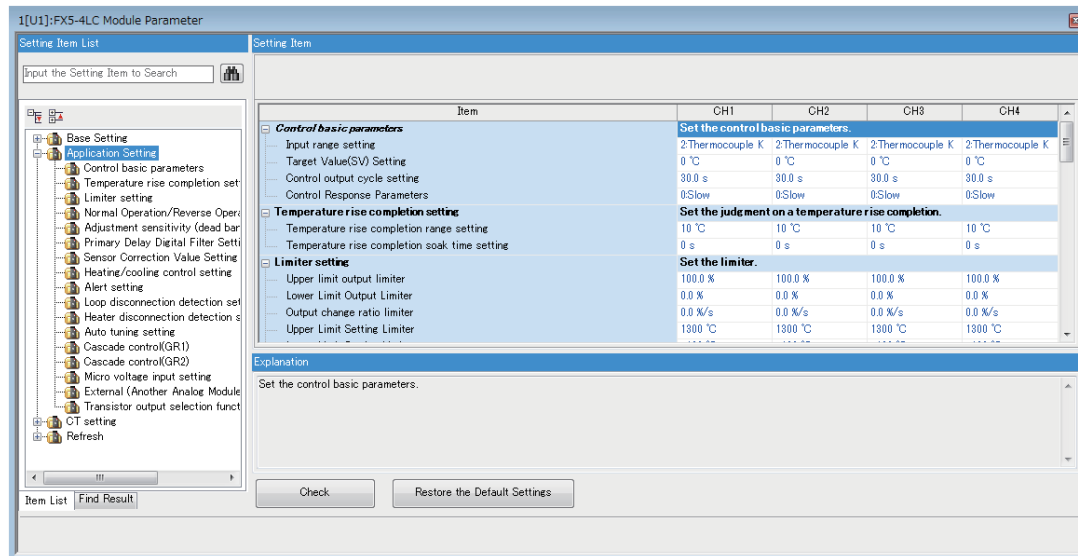 1[U1]:FX5-4LC Module Parameter
Setting Item List
Input the Setting Item to Search
Base Setting
Application Setting
Control basic parameters
Temperature rise completion set
Limiter setting
Normal Operation/Reverse Opera
Adjustment sensitivity (dead bar
Primary Delay Digital Filter Setti
Sensor Correction Value Setting
Heating/cooling control setting
Alert setting
Loop disconnection detection set
Heater disconnection detection s
Auto tuning setting
Cascade control(GR1)
Cascade control(GR2)
Micro voltage input setting
External (Another Analog Module
Transistor output selection funct
CT setting
Refresh
Item List Find Result
Setting Item
Item CH1 CH2 CH3 CH4
Control basic parameters Set the control basic parameters.
Input range setting 2:Thermocouple K 2:Thermocouple K 2:Thermocouple K 2:Thermocouple K
Target Value(SV) Setting 0 °C 0 °C 0 °C 0 °C
Control output cycle setting 30.0 s 30.0 s 30.0 s 30.0 s
Control Response Parameters 0:Slow 0:Slow 0:Slow 0:Slow
Temperature rise completion setting Set the judgment on a temperature rise completion.
Temperature rise completion range setting 10 °C 10 °C 10 °C 10 °C
Temperature rise completion soak time setting 0 s 0 s 0 s 0 s
Limiter setting Set the limiter.
Upper limit output limiter 100.0 % 100.0 % 100.0 % 100.0 %
Lower Limit Output Limiter 0.0 % 0.0 % 0.0 % 0.0 %
Output change ratio limiter 0.0 %/s 0.0 %/s 0.0 %/s 0.0 %/s
Upper Limit Setting Limiter 1300 °C 1300 °C 1300 °C 1300 °C
Explanation
Set the control basic parameters.
Check Restore the Default Settings